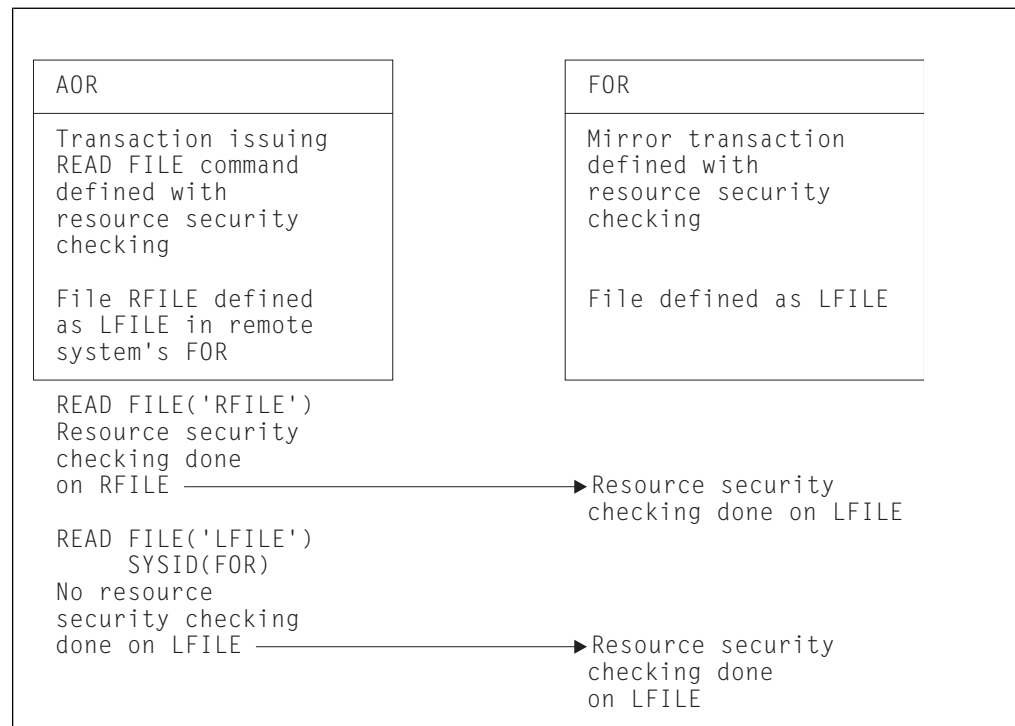 AOR
Transaction issuing
READ FILE command
defined with
resource security
checking
File RFILE defined
as LFILE in remote
system's FOR
FOR
Mirror transaction
defined with
resource security
checking
File defined as LFILE
READ FILE('RFILE')
Resource security
checking done
on RFILE
Resource security
checking done on LFILE
READ FILE('LFILE')
SYSID(FOR)
No resource
security checking
done on LFILE
Resource security
checking done
on LFILE